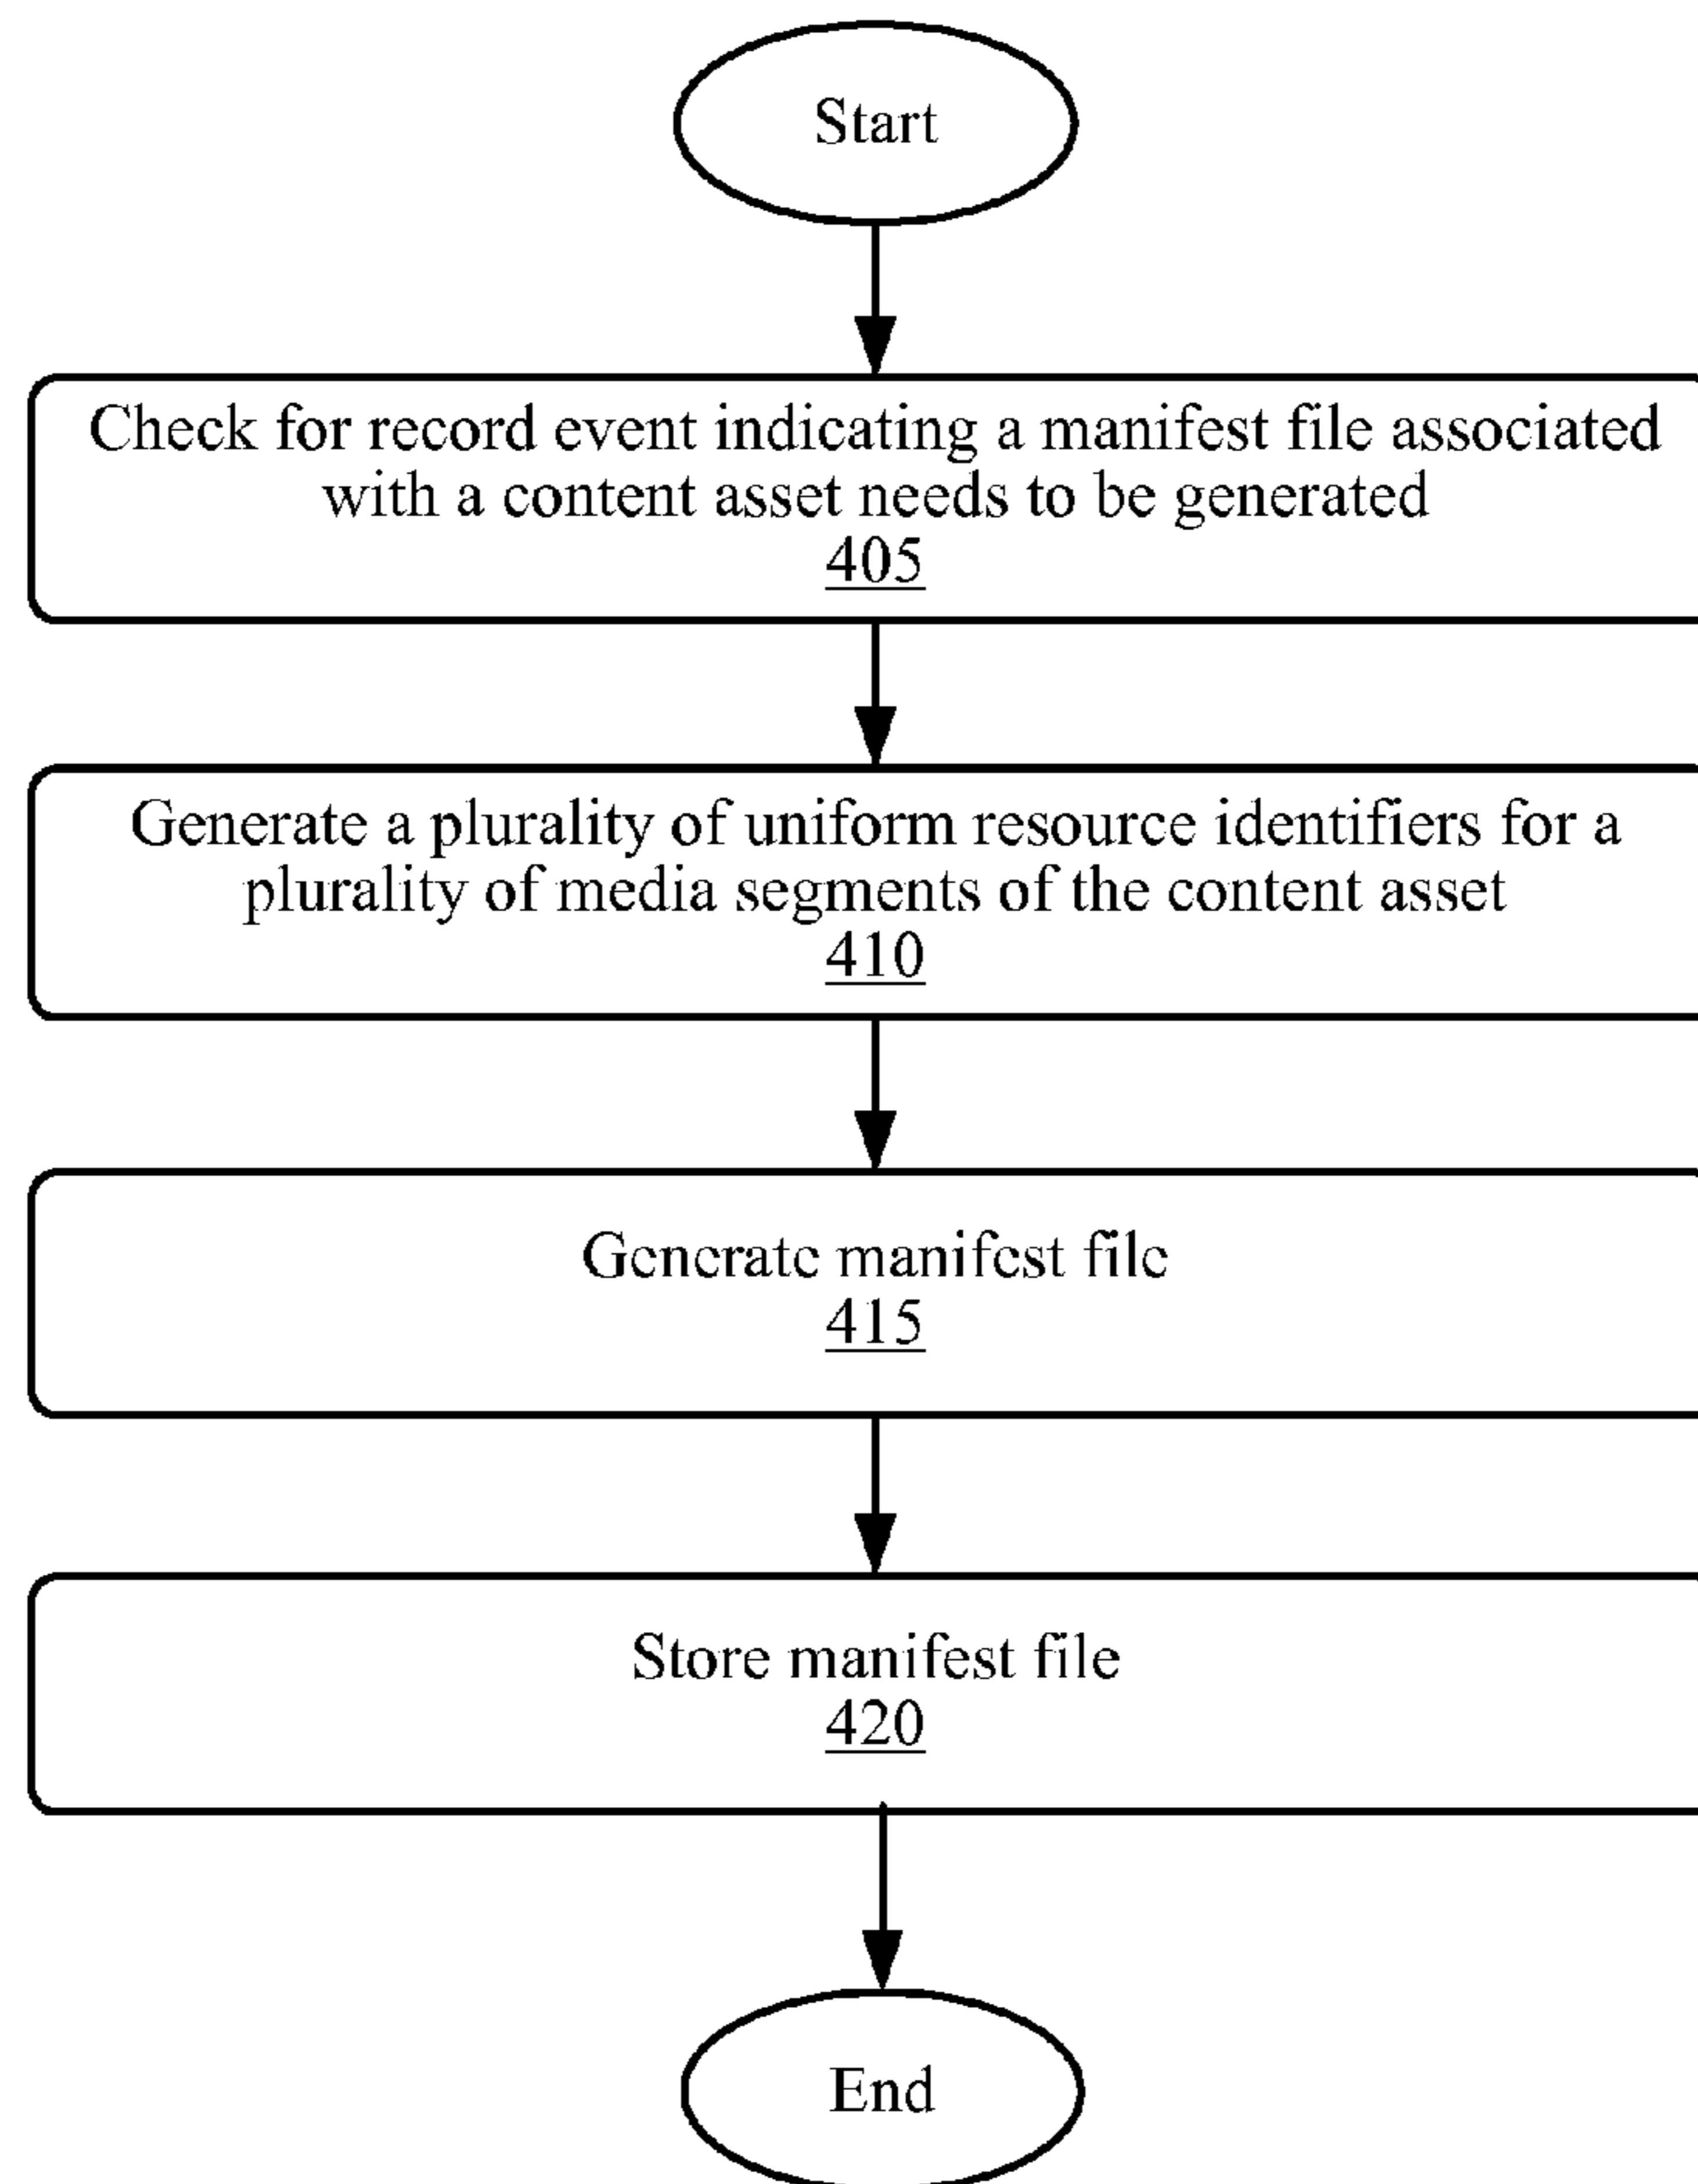 Start
Check for record event indicating a manifest file associated
with a content asset needs to be generated
405
Generate a plurality of uniform resource identifiers for a
plurality of media segments of the content asset
410
Generate manifest file
415
Store manifest file
420
End